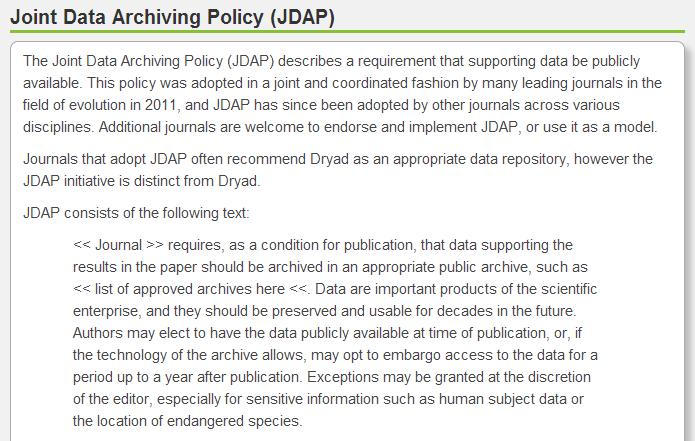 Joint Data Archiving Policy (JDAP)
The Joint Data Archiving Policy (JDAP) describes a requirement that supporting data be publicly
available. This policy was adopted in a joint and coordinated fashion by many leading journals in the
field of evolution in 2011, and JDAP has since been adopted by other journals across various
disciplines. Additional journals are welcome to endorse and implement JDAP, or use it as a model.
Journals that adopt JDAP often recommend Dryad as an appropriate data repository, however the
JDAP initiative is distinct from Dryad.
JDAP consists of the following text:
<< Journal >> requires, as a condition for publication, that data supporting the
results in the paper should be archived in an appropriate public archive, such as
<< list of approved archives here <<. Data are important products of the scientific
enterprise, and they should be preserved and usable for decades in the future.
Authors may elect to have the data publicly available at time of publication, or, if
the technology of the archive allows, may opt to embargo access to the data for a
period up to a year after publication. Exceptions may be granted at the discretion
of the editor, especially for sensitive information such as human subject data or
the location of endangered species.